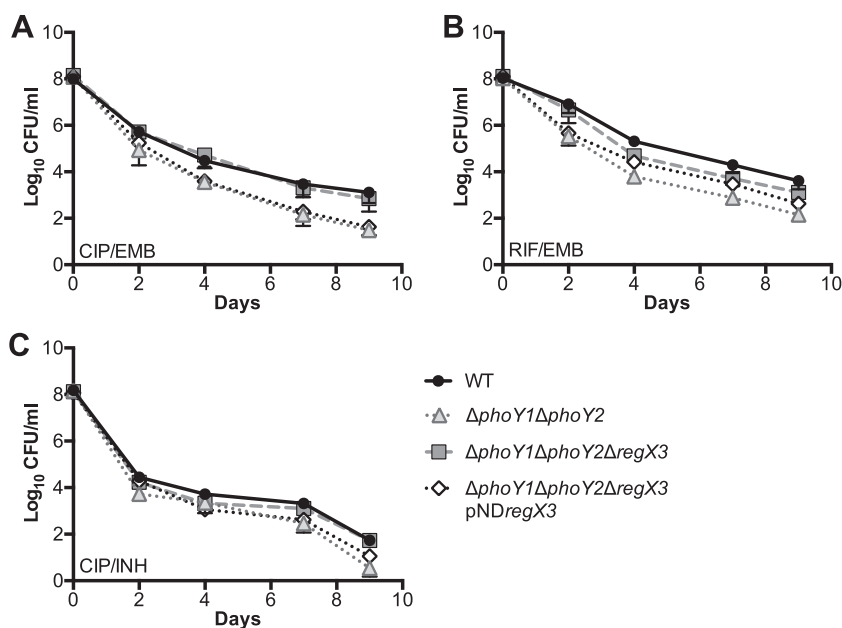 A
10
8
6
4
2
0
Log10 CFU/ml
CIP/EMB
0 2 4 6 8 10
Days
B
10
8
6
4
2
0
Log10 CFU/ml
RIF/EMB
0 2 4 6 8 10
Days
C
10
8
6
4
2
0
Log10 CFU/ml
CIP/INH
0 2 4 6 8 10
Days
WT
ΔphoY1ΔphoY2
ΔphoY1ΔphoY2ΔregX3
ΔphoY1ΔphoY2ΔregX3
pNDregX3